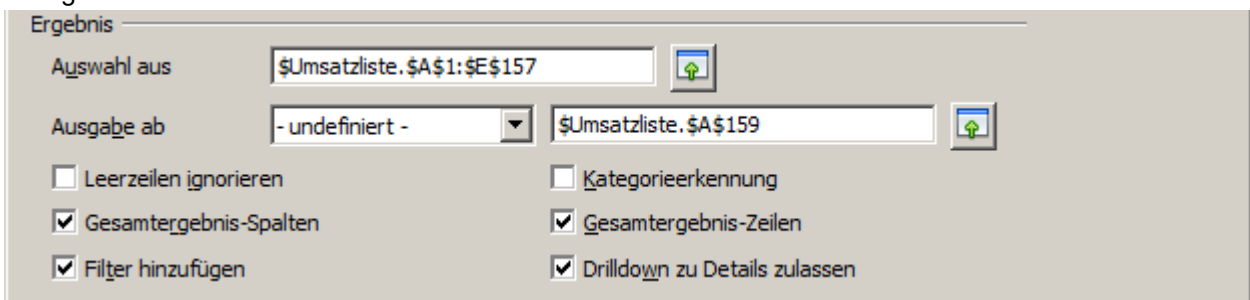 Ergebnis
Auswahl aus $Umsatzliste.$A$1:$E$157
Ausgabe ab - undefiniert - $Umsatzliste.$A$159
Leerzeilen ignorieren Kategorieerkennung
Gesamtergebnis-Spalten Gesamtergebnis-Zeilen
Filter hinzufügen Drilldown zu Details zulassen